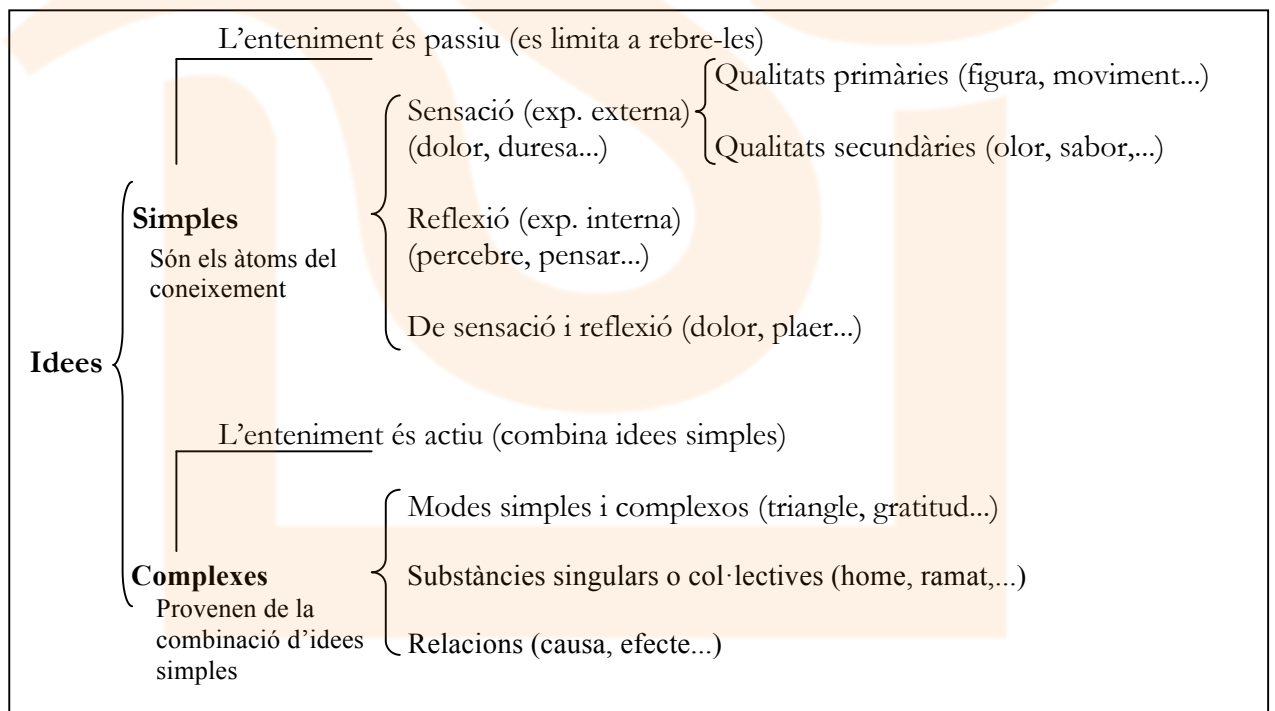 L’enteniment és passiu (es limita a rebre-les)
Qualitats primàries (figura, moviment...)
Sensació (exp. externa)
(dolor, duresa...)
Qualitats secundàries (olor, sabor,...)
Simples
Són els àtoms del
coneixement
Reflexió (exp. interna)
(percebre, pensar...)
De sensació i reflexió (dolor, plaer...)
Idees
L’enteniment és actiu (combina idees simples)
Modes simples i complexos (triangle, gratitud...)
Complexes
Provenen de la
combinació d’idees
simples
Substàncies singulars o col·lectives (home, ramat,...)
Relacions (causa, efecte...)